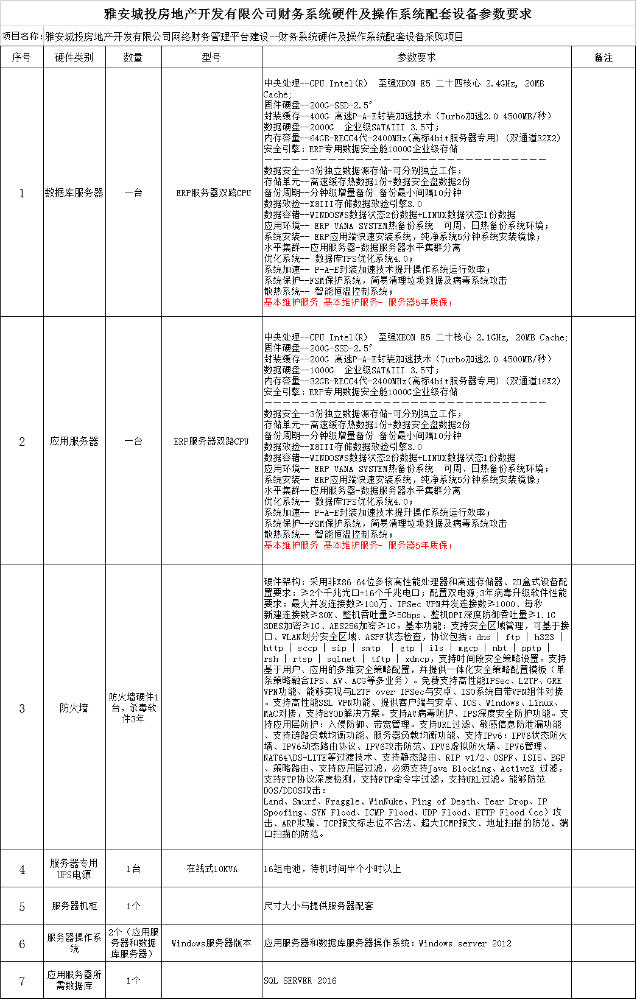 雅安城投房地产开发有限公司财务系统硬件及操作系统配套设备参数要求
项目名称：雅安城投房地产开发有限公司网络财务管理平台建设--财务系统硬件及操作系统配套设备采购项目
序号 硬件类别 数量 型号 参数要求 备注
1 数据库服务器 一台 ERP服务器双路CPU
中央处理--CPU Intel(R)  至强XEON E5 二十四核心 2.4GHz, 20MB
Cache;
固件硬盘--200G-SSD-2.5"
封装缓存--400G 高速P-A-E封装加速技术（Turbo加速2.0 4500MB/秒）
数据硬盘--2000G  企业级SATAIII 3.5寸；
内存容量--64GB-RECC4代-2400MHz(高标4bit服务器专用) (双通道32X2)
安全引擎：ERP专用数据安全舱1000G企业级存储
－－－－－－－－－－－－－－－－－－－－－－－－－－－－－－－
数据安全--3份独立数据源存储-可分别独立工作；
存储单元--高速缓存热数据1份+数据安全盘数据2份
备份周期--分钟级增量备份 备份最小间隔10分钟
数据效验--X8III存储数据效验引擎3.0
数据容错--WINDOSWS数据状态2份数据+LINUX数据状态1份数据
应用环境-- ERP VANA SYSTEM热备份系统  可周、日热备份系统环境；
系统安装-- ERP应用端快速安装系统，纯净系统5分钟系统安装镜像；
水平集群--应用服务器-数据服务器水平集群分离
优化系统-- 数据库TPS优化系统4.0；
系统加速-- P-A-E封装加速技术提升操作系统运行效率；
系统保护--FSM保护系统，简易清理垃圾数据及病毒系统攻击
散热系统-- 智能恒温控制系统；
基本维护服务 基本维护服务- 服务器5年质保；
2 应用服务器 一台 ERP服务器双路CPU
中央处理--CPU Intel(R)  至强XEON E5 二十核心 2.1GHz, 20MB Cache;
固件硬盘--200G-SSD-2.5"
封装缓存--200G 高速P-A-E封装加速技术（Turbo加速2.0 4500MB/秒）
数据硬盘--1000G  企业级SATAIII 3.5寸；
内存容量--32GB-RECC4代-2400MHz(高标4bit服务器专用) (双通道16X2)
安全引擎：ERP专用数据安全舱1000G企业级存储
－－－－－－－－－－－－－－－－－－－－－－－－－－－－－－－
数据安全--3份独立数据源存储-可分别独立工作；
存储单元--高速缓存热数据1份+数据安全盘数据2份
备份周期--分钟级增量备份 备份最小间隔10分钟
数据效验--X8III存储数据效验引擎3.0
数据容错--WINDOSWS数据状态2份数据+LINUX数据状态1份数据
应用环境-- ERP VANA SYSTEM热备份系统  可周、日热备份系统环境；
系统安装-- ERP应用端快速安装系统，纯净系统5分钟系统安装镜像；
水平集群--应用服务器-数据服务器水平集群分离
优化系统-- 数据库TPS优化系统4.0；
系统加速-- P-A-E封装加速技术提升操作系统运行效率；
系统保护--FSM保护系统，简易清理垃圾数据及病毒系统攻击
散热系统-- 智能恒温控制系统；
基本维护服务 基本维护服务- 服务器5年质保；
3 防火墙
防火墙硬件1
台，杀毒软
件3年
硬件架构：采用非X86 64位多核高性能处理器和高速存储器、2U盒式设备配
置要求：≥2个千兆光口+16个千兆电口；配置双电源;3年病毒升级软件性能
要求：最大并发连接数≥100万、IPSec VPN并发连接数≥1000、每秒
新建连接数≥30K、整机吞吐量≥5Gbps、整机DPI深度防御吞吐量≥1.1G
3DES加密≥1G、AES256加密≥1G。基本功能：支持安全区域管理，可基于接
口、VLAN划分安全区域、ASPF状态检查，协议包括：dns | ftp | h323 |
http | sccp | sip | smtp  | gtp | ils | mgcp | nbt | pptp |
rsh | rtsp | sqlnet | tftp | xdmcp，支持时间段安全策略设置。支持
基于用户、应用的多维安全策略配置，并提供一体化安全策略配置模板（单
条策略融合IPS、AV、ACG等多业务）。免费支持高性能IPSec、L2TP、GRE
VPN功能、能够实现与L2TP over IPSec与安卓、ISO系统自带VPN组件对接
。支持高性能SSL VPN功能、提供客户端与安卓、IOS、Windows、Linux、
MAC对接，支持BYOD解决方案。支持AV病毒防护、IPS深度安全防护功能。支
持应用层防护：入侵防御、带宽管理。支持URL过滤、敏感信息防泄漏功能
、支持链路负载均衡功能、服务器负载均衡功能、支持IPv6：IPV6状态防火
墙、IPV6动态路由协议、IPV6攻击防范、IPV6虚拟防火墙、IPV6管理、
NAT64\DS-LITE等过渡技术、支持静态路由、RIP v1/2、OSPF、ISIS、BGP
、策略路由、支持应用层过滤，必须支持Java Blocking、ActiveX 过滤，
支持FTP协议深度检测，支持FTP命令字过滤，支持URL过滤。能够防范
DOS/DDOS攻击：
Land、Smurf、Fraggle、WinNuke、Ping of Death、Tear Drop、IP
Spoofing、SYN Flood、ICMP Flood、UDP Flood、HTTP Flood（cc）攻
击、ARP欺骗、TCP报文标志位不合法、超大ICMP报文、地址扫描的防范、端
口扫描的防范。
4
服务器专用
UPS电源
1台 在线式10KVA 16组电池，待机时间半个小时以上
5 服务器机柜 1个 尺寸大小与提供服务器配套
6
服务器操作系
统
2个（应用服
务器和数据
库服务器）
Windows服务器版本 应用服务器和数据库服务器操作系统：Windows server 2012
7
应用服务器所
需数据库
1个 SQL SERVER 2016